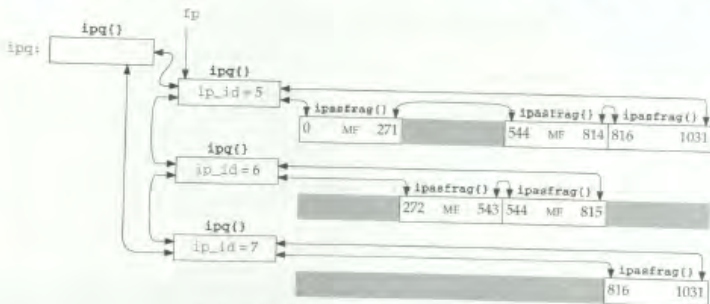 fp
ipq{}
ipq:
ipq{}
ip_id = 5
ipasfrag{} ipasfrag{} ipasfrag{}
0 MF 271 544 MF 814 816 1031
ipq{}
ip_id = 6
ipasfrag{} ipasfrag{}
272 MF 543 544 MF 815
ipq{}
ip_id = 7
ipasfrag{}
816 1031